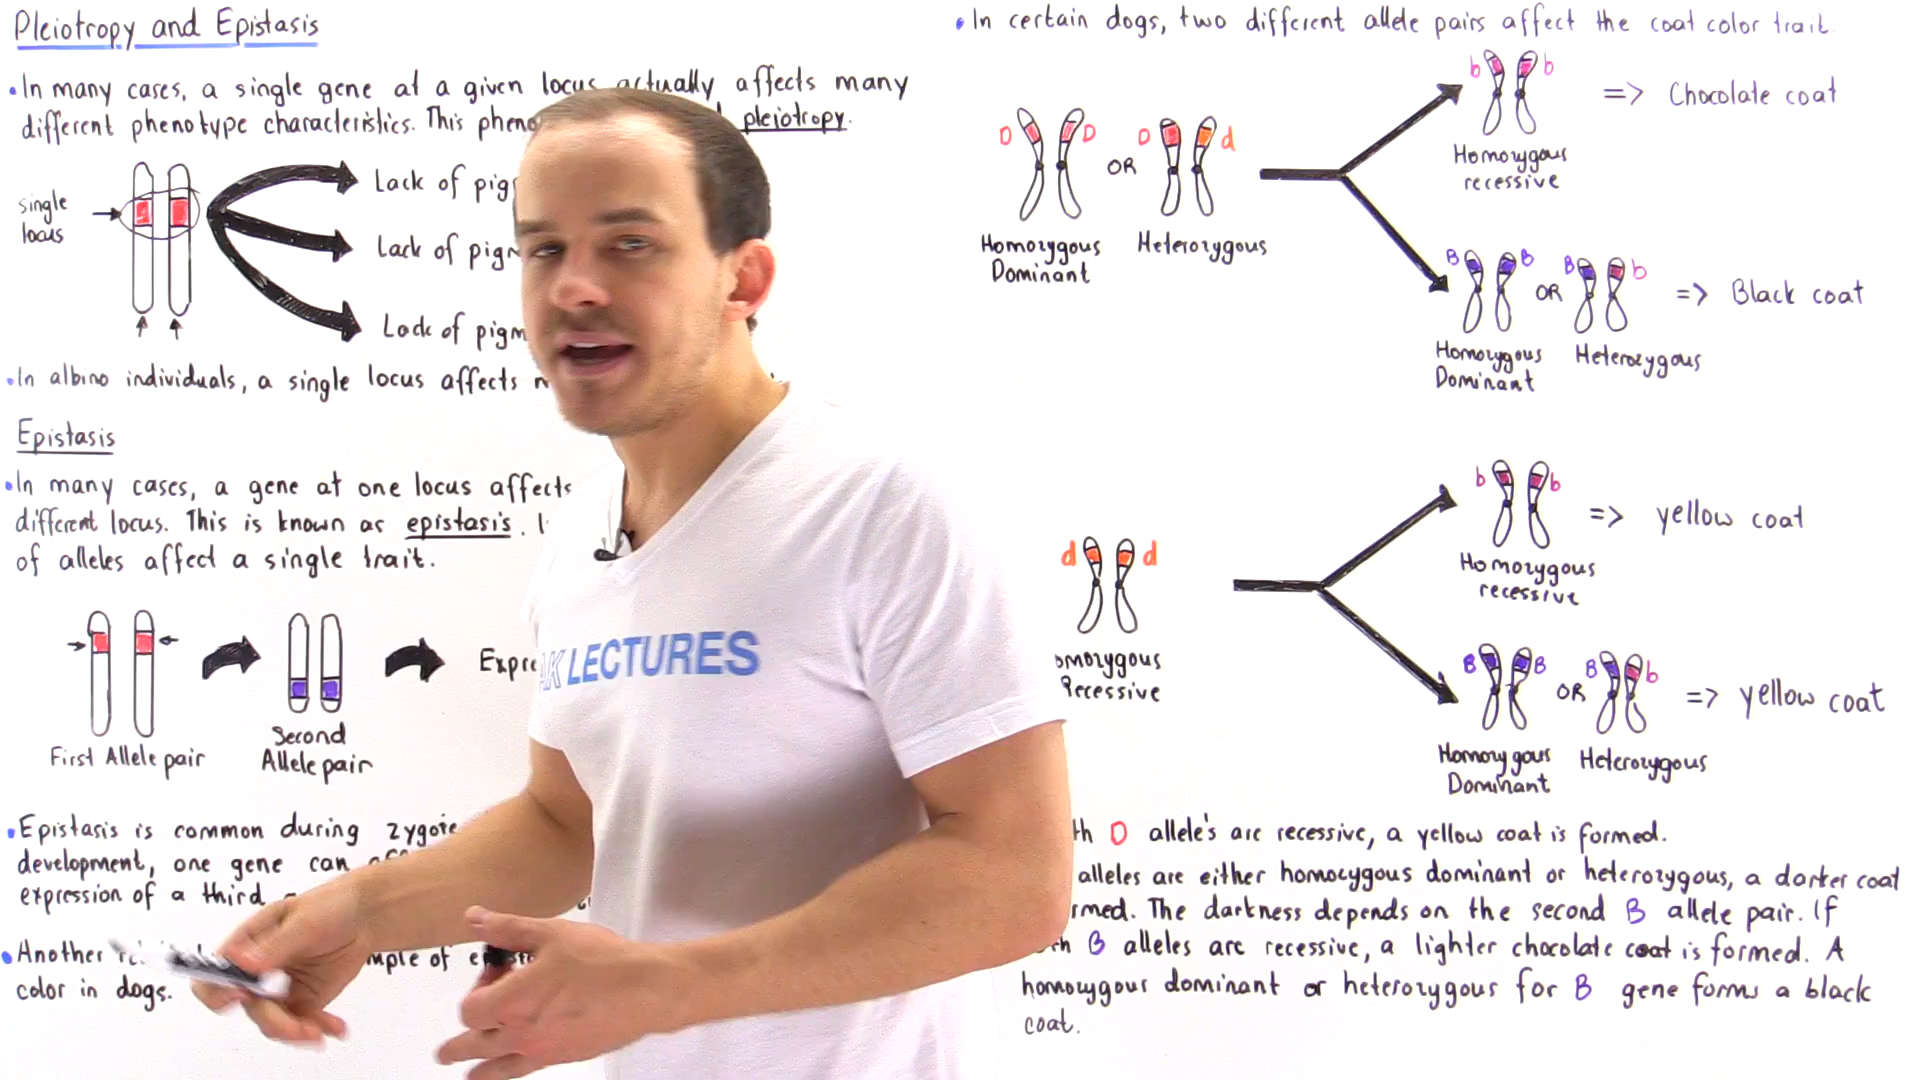 Pleiotropy and Epistasis
• In many cases, a single gene at a given locus actually affects many
different phenotype characteristics. This pleiotropy.
single
locus
Lack of
Lack of
Lack of
• In albino individuals, a single locus affects
Epistasis
• In many cases, a gene at one locus affects
different locus. This is known as epistasis.
of alleles affect a single trait.
First Allele pair
Second
Allele pair
AK LECTURES
• Epistasis is common during zygote
development, one gene can
expression of a third
• Another of
color in dogs.
• In certain dogs, two different allele pairs affect the coat color trait.
D D OR D d
Homozygous
Dominant
Heterozygous
b b => Chocolate coat
Homozygous
recessive
B B OR B b => Black coat
Homozygous
Dominant
Heterozygous
d d
Recessive
b b => yellow coat
Homozygous
recessive
B B OR B b => yellow coat
Homozygous
Dominant
Heterozygous
D allele's are recessive, a yellow coat is formed.
alleles are either homozygous dominant or heterozygous, a darker coat
The darkness depends on the second B allele pair. If
B alleles are recessive, a lighter chocolate coat is formed. A
homozygous dominant or heterozygous for B gene forms a black
coat.